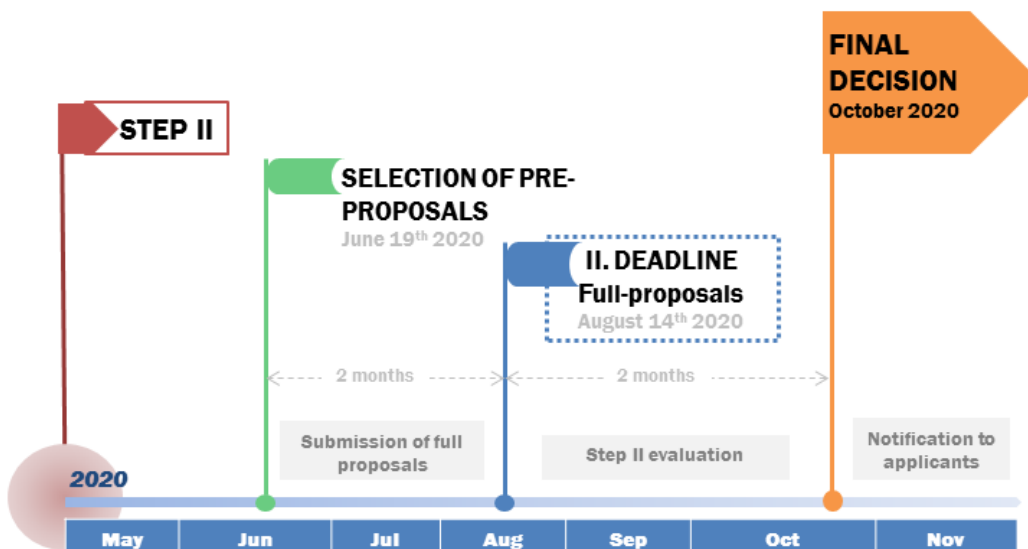 FINAL
DECISION
October 2020
STEP II
SELECTION OF PRE-
PROPOSALS
June 19th 2020
II. DEADLINE
Full-proposals
August 14th 2020
2 months
2 months
Submission of full
proposals
Step II evaluation
Notification to
applicants
2020
May
Jun
Jul
Aug
Sep
Oct
Nov